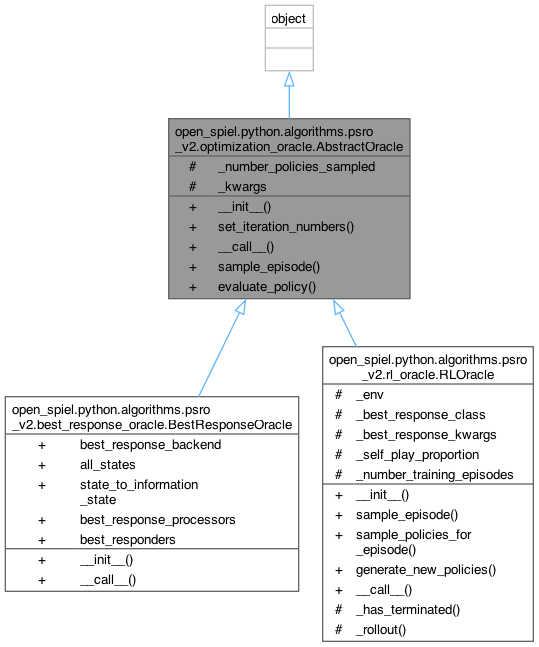 object
open_spiel.python.algorithms.psro
_v2.optimization_oracle.AbstractOracle
# _number_policies_sampled
# _kwargs
+ __init__()
+ set_iteration_numbers()
+ __call__()
+ sample_episode()
+ evaluate_policy()
open_spiel.python.algorithms.psro
_v2.best_response_oracle.BestResponseOracle
+ best_response_backend
+ all_states
+ state_to_information
_state
+ best_response_processors
+ best_responders
+ __init__()
+ __call__()
open_spiel.python.algorithms.psro
_v2.rl_oracle.RLOracle
# _env
# _best_response_class
# _best_response_kwargs
# _self_play_proportion
# _number_training_episodes
+ __init__()
+ sample_episode()
+ sample_policies_for
_episode()
+ generate_new_policies()
+ __call__()
# _has_terminated()
# _rollout()